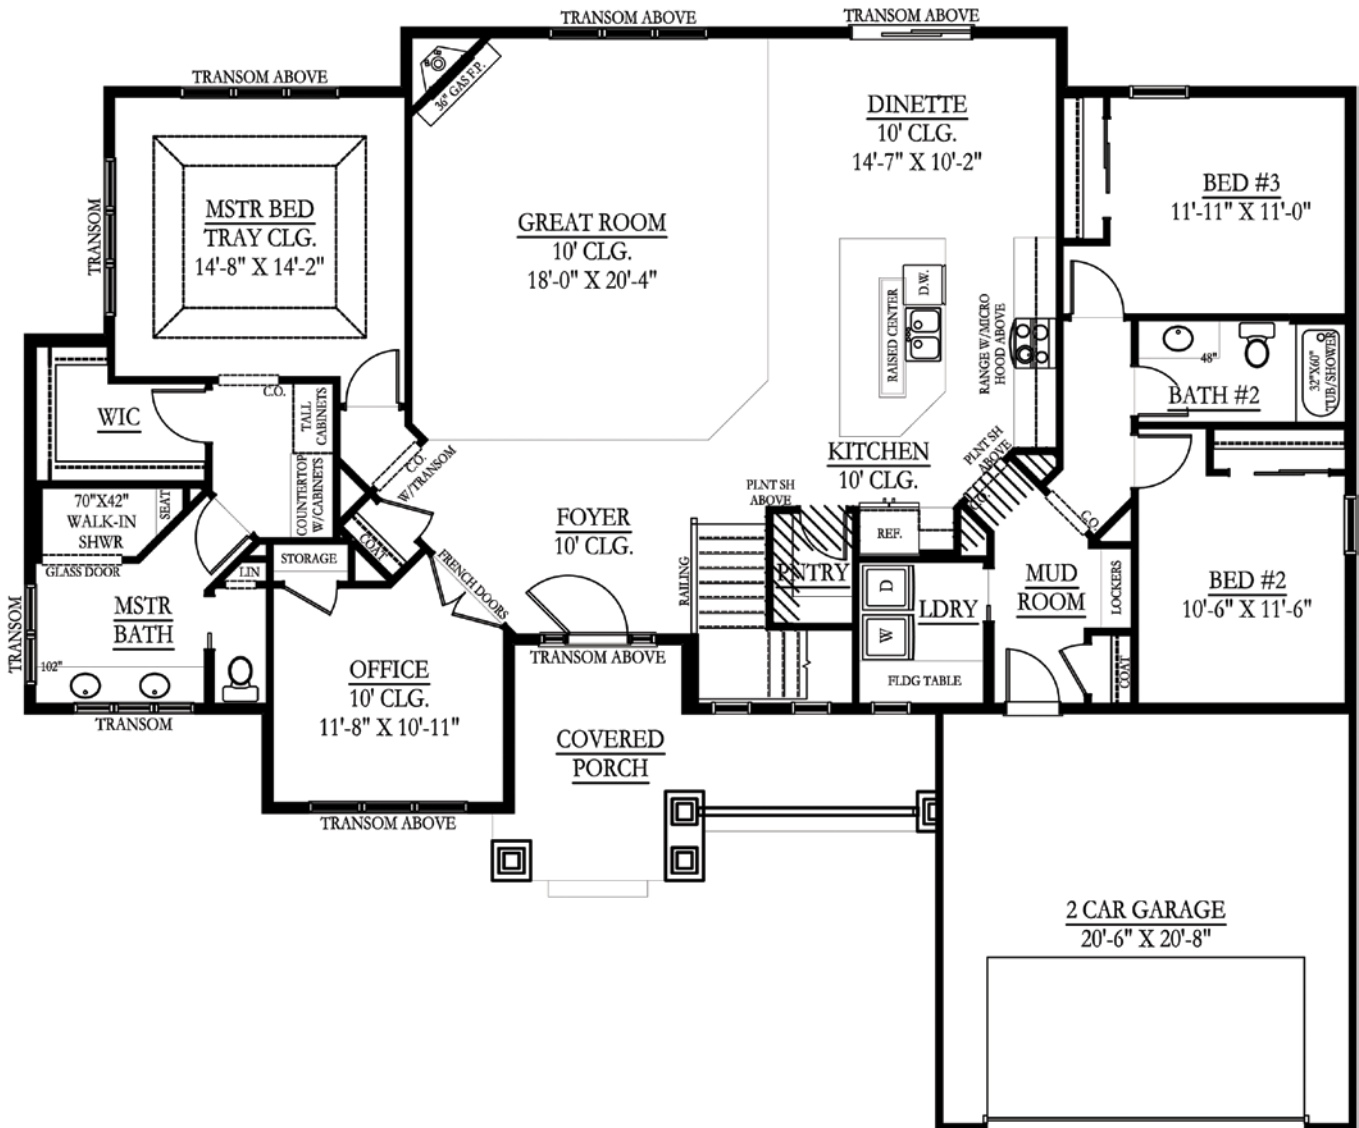 TRANSOM ABOVE
TRANSOM ABOVE
TRANSOM ABOVE
36" GAS F.P.
DINETTE
10' CLG.
14'-7" X 10'-2"
BED #3
11'-11" X 11'-0"
MSTR BED
TRAY CLG.
14'-8" X 14'-2"
TRANSOM
GREAT ROOM
10' CLG.
18'-0" X 20'-4"
D.W.
RAISED CENTER
RANGE W/MICRO
HOOD ABOVE
48"
32"X60"
TUB/SHOWER
BATH #2
C.O.
WIC
TALL
CABINETS
C.O.
W/TRANSOM
KITCHEN
10' CLG.
PLNT SH
ABOVE
PLNT SH
ABOVE
C.O.
C.O.
70"X42"
WALK-IN
SHWR
SEAT
COUNTERTOP
W/CABINETS
GLASS DOOR
COAT
STORAGE
LIN
FOYER
10' CLG.
FRENCH DOORS
RAILING
REF.
PNTRY
D
W
LDRY
FLDG TABLE
MUD
ROOM
LOCKERS
COAT
BED #2
10'-6" X 11'-6"
MSTR
BATH
TRANSOM
102"
TRANSOM
OFFICE
10' CLG.
11'-8" X 10'-11"
TRANSOM ABOVE
TRANSOM ABOVE
COVERED
PORCH
2 CAR GARAGE
20'-6" X 20'-8"